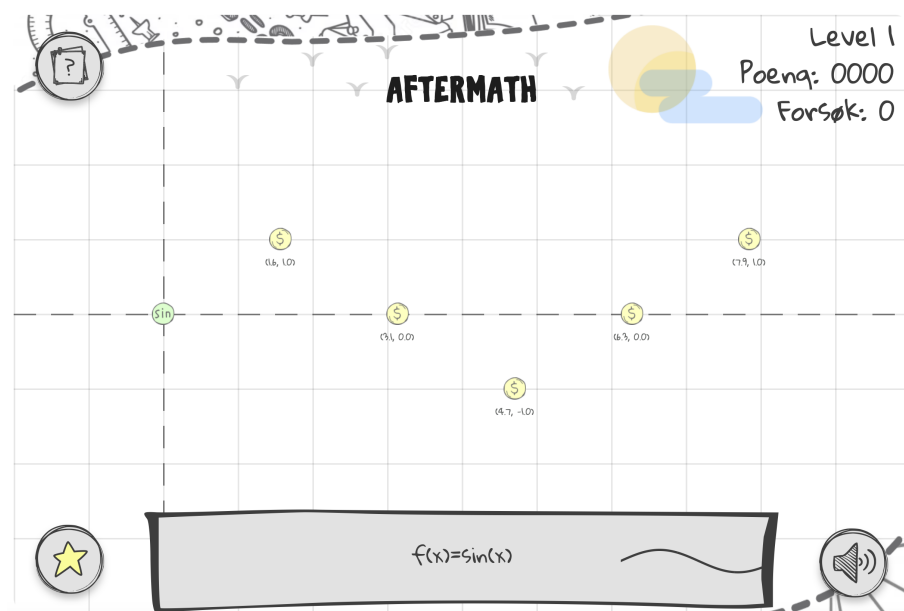 ?
Level 1
Poeng: 0000
AFTERMATH
Forsøk: 0
$
$
(1.6, 1.0)
(7.9, 1.0)
sin
$
$
(3.1, 0.0)
(6.3, 0.0)
$
(4.7, -1.0)
f(x)=sin(x)